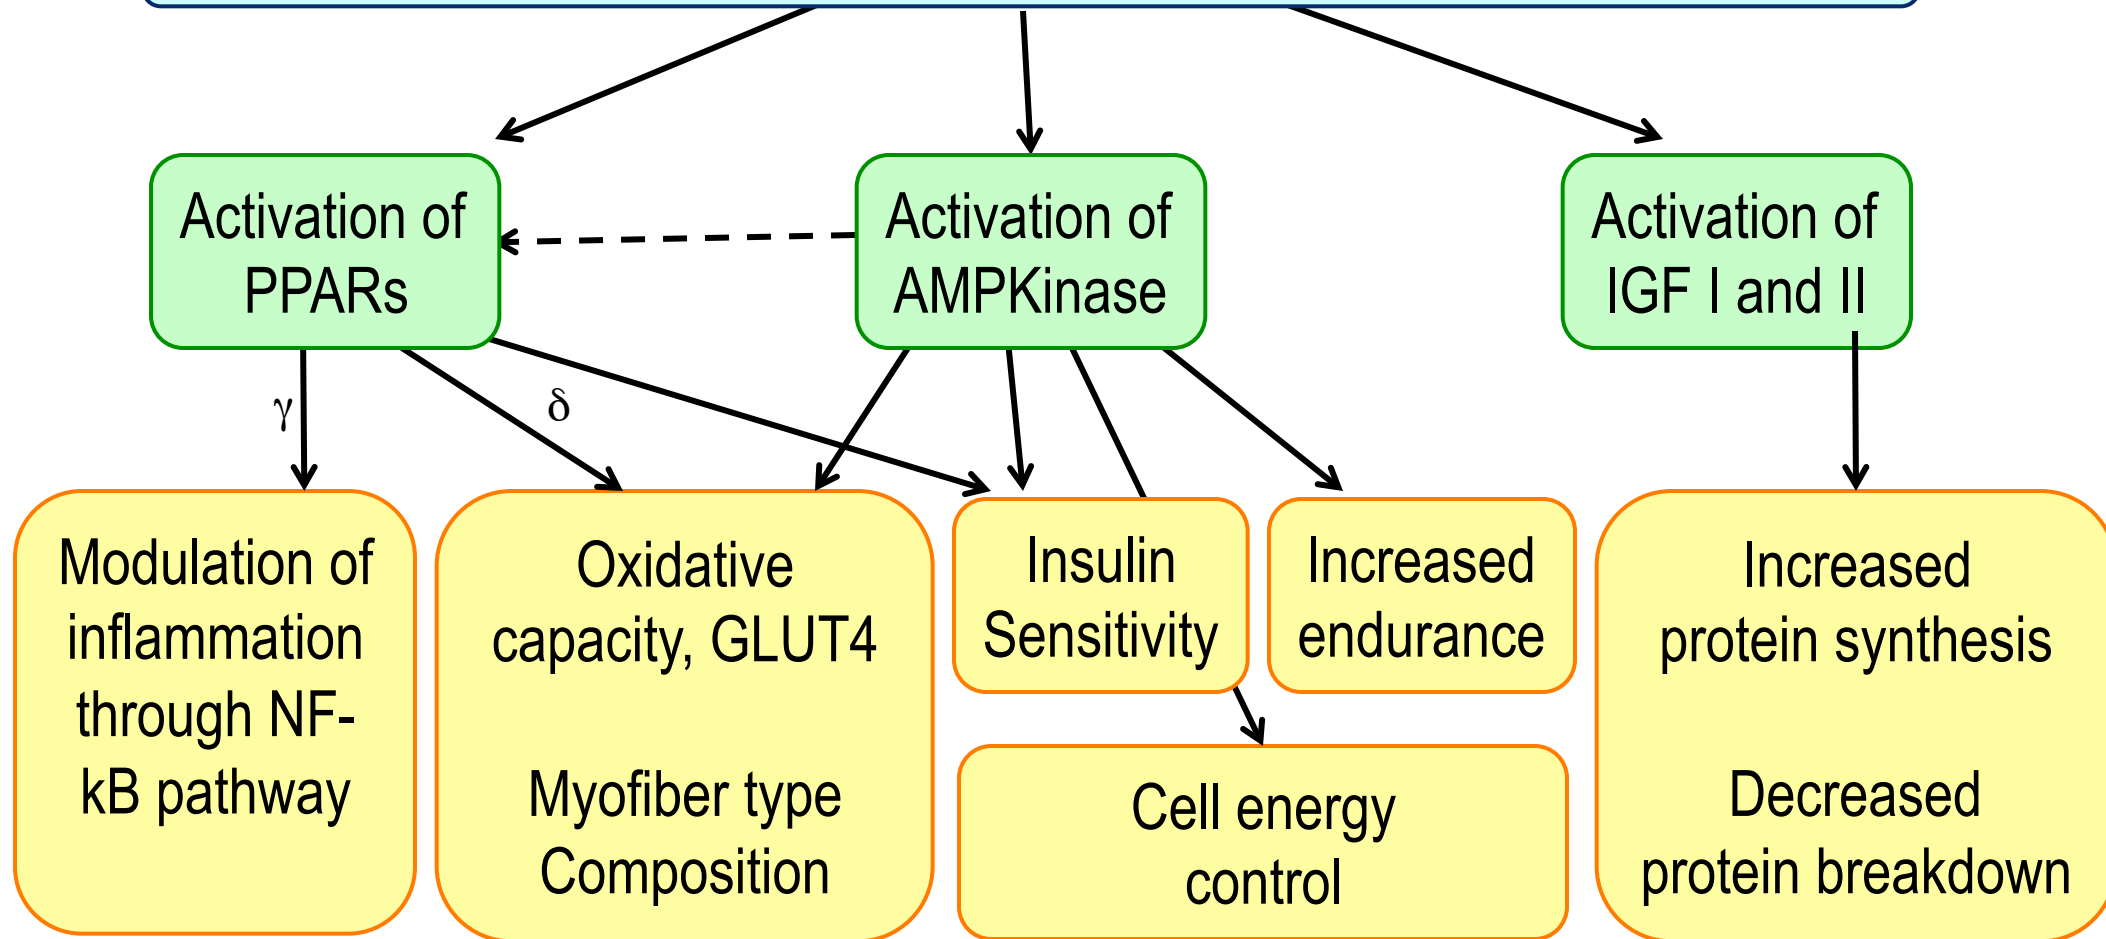 Activation of
PPARs
Activation of
AMPKinase
Activation of
IGF I and II
γ
δ
Modulation of
inflammation
through NF-
kB pathway
Oxidative
capacity, GLUT4
Myofiber type
Composition
Insulin
Sensitivity
Increased
endurance
Cell energy
control
Increased
protein synthesis
Decreased
protein breakdown